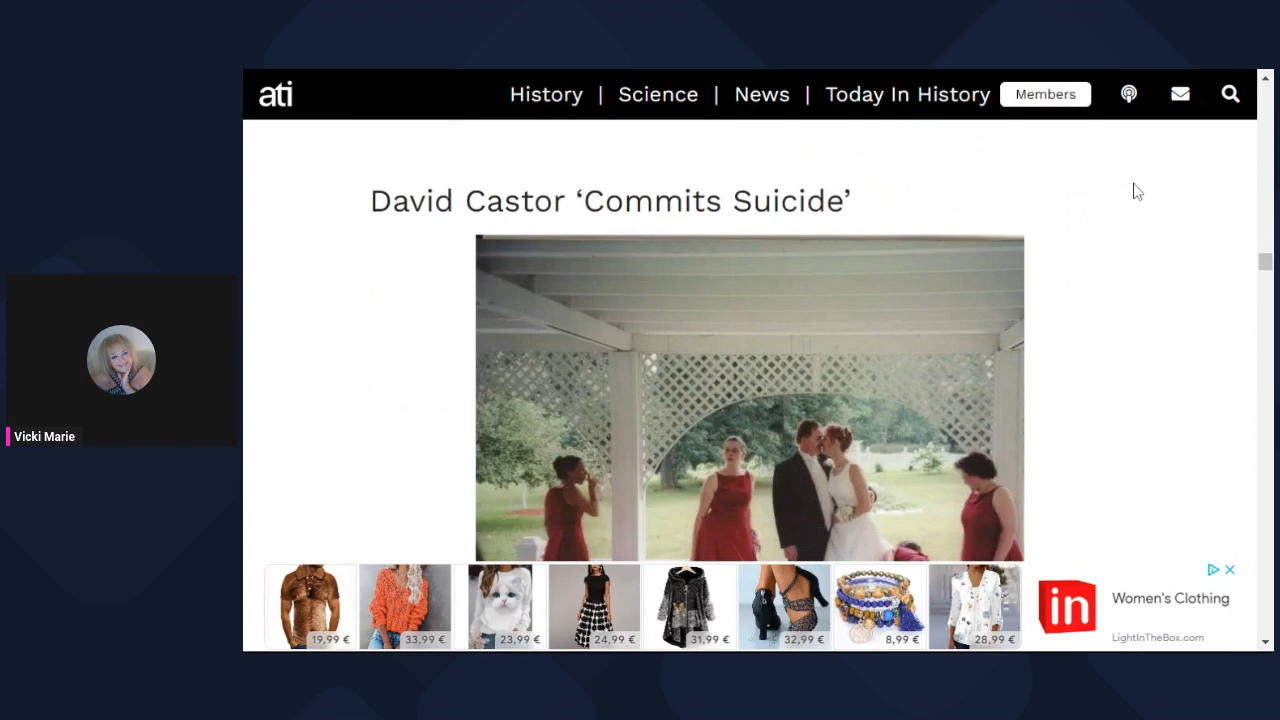 ati
History | Science | News | Today In History
Members
David Castor ‘Commits Suicide’
Vicki Marie
19,99 €
33,99 €
23,99 €
24,99 €
31,99 €
32,99 €
8,99 €
28,99 €
in
Women's Clothing
LightInTheBox.com